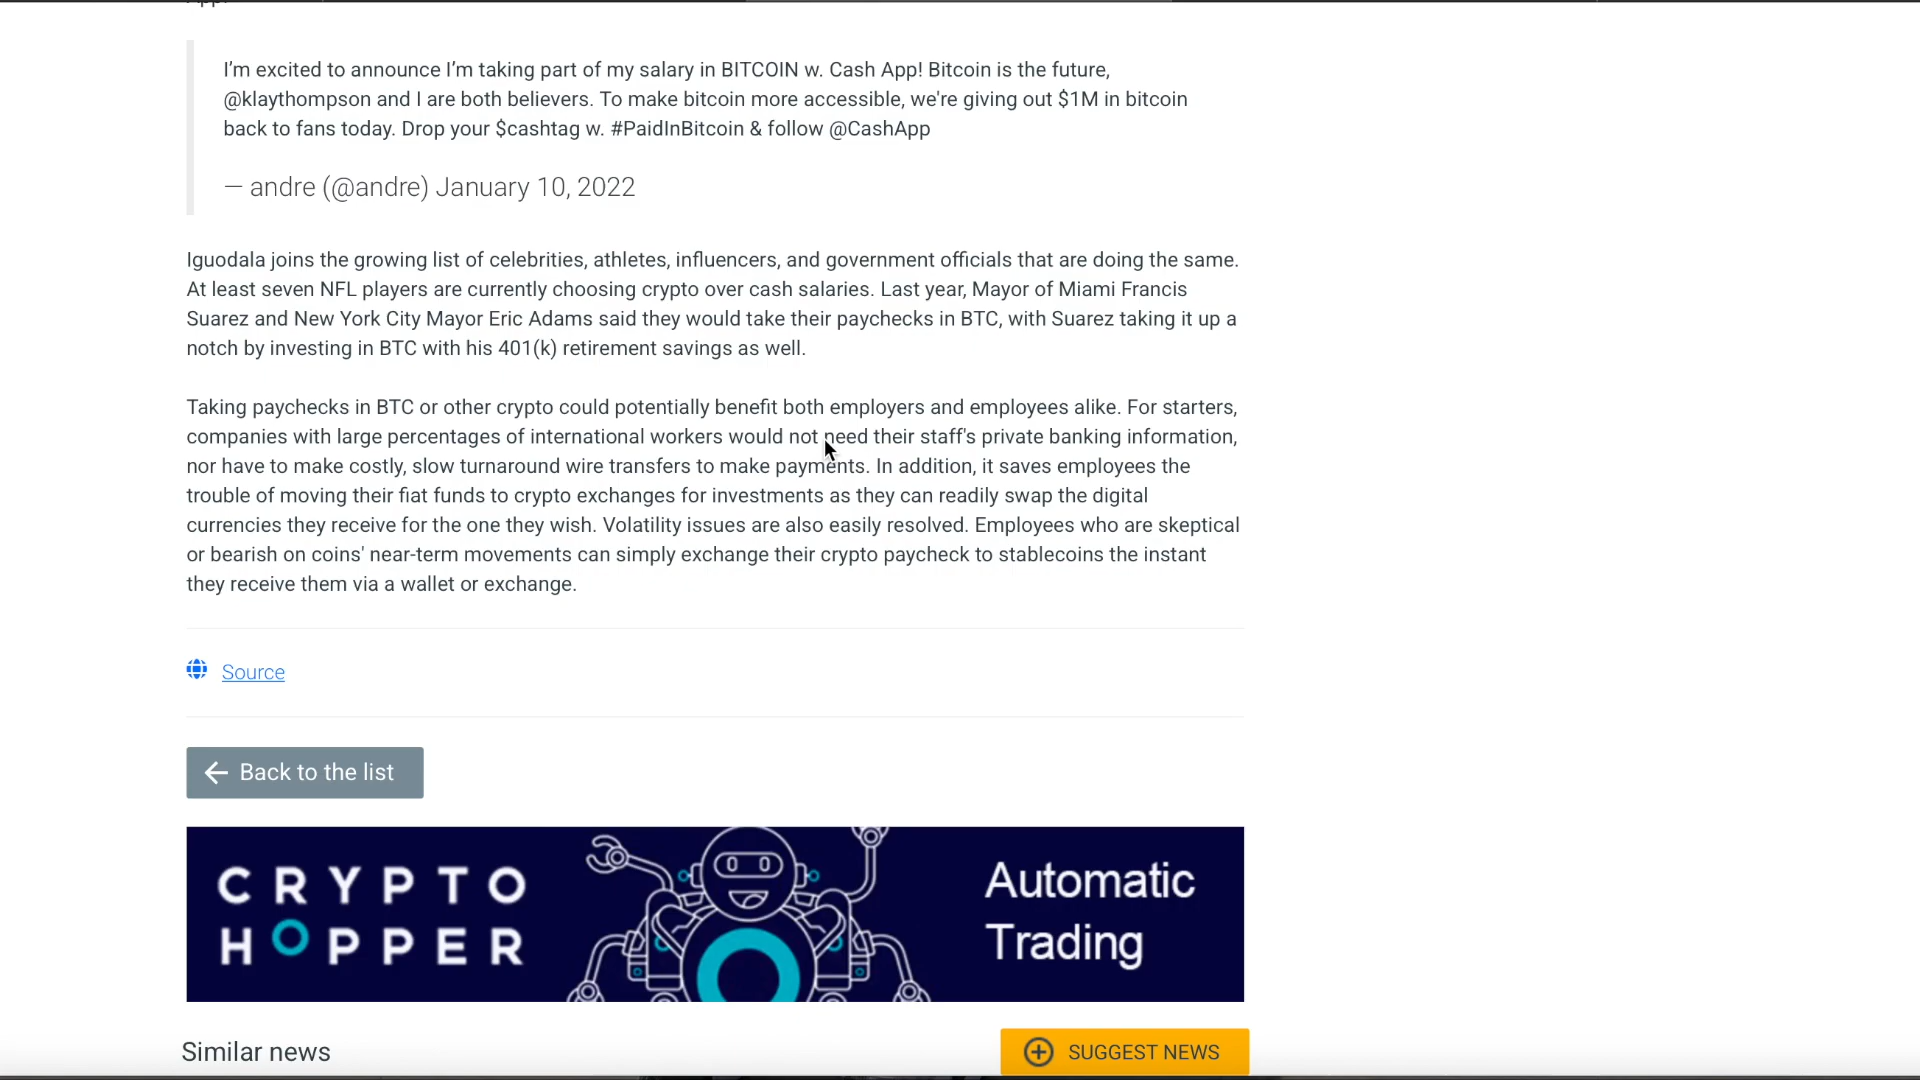 I’m excited to announce I’m taking part of my salary in BITCOIN w. Cash App! Bitcoin is the future,
@klaythompson and I are both believers. To make bitcoin more accessible, we're giving out $1M in bitcoin
back to fans today. Drop your $cashtag w. #PaidInBitcoin & follow @CashApp
— andre (@andre) January 10, 2022
Iguodala joins the growing list of celebrities, athletes, influencers, and government officials that are doing the same.
At least seven NFL players are currently choosing crypto over cash salaries. Last year, Mayor of Miami Francis
Suarez and New York City Mayor Eric Adams said they would take their paychecks in BTC, with Suarez taking it up a
notch by investing in BTC with his 401(k) retirement savings as well.
Taking paychecks in BTC or other crypto could potentially benefit both employers and employees alike. For starters,
companies with large percentages of international workers would not need their staff's private banking information,
nor have to make costly, slow turnaround wire transfers to make payments. In addition, it saves employees the
trouble of moving their fiat funds to crypto exchanges for investments as they can readily swap the digital
currencies they receive for the one they wish. Volatility issues are also easily resolved. Employees who are skeptical
or bearish on coins' near-term movements can simply exchange their crypto paycheck to stablecoins the instant
they receive them via a wallet or exchange.
Source
Back to the list
CRYPTO
HOPPER
Automatic
Trading
Similar news
SUGGEST NEWS